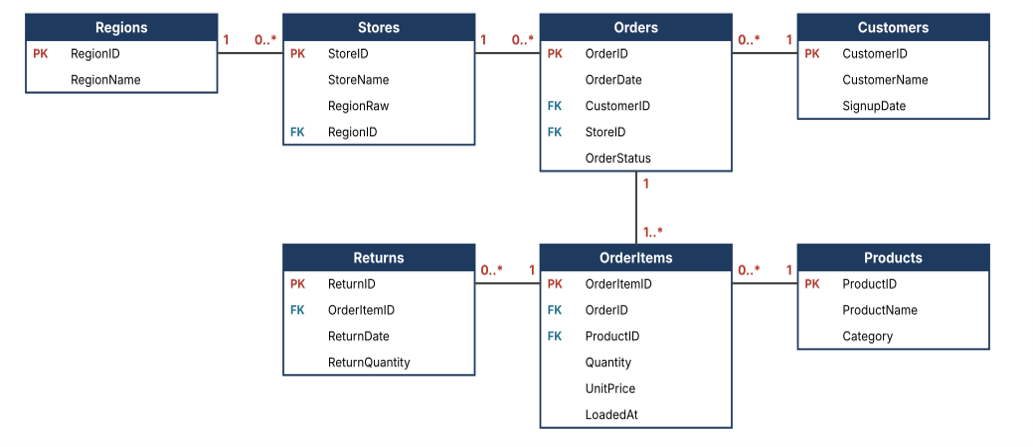 Regions
PK RegionID
RegionName
1 0..*
Stores
PK StoreID
StoreName
RegionRaw
FK RegionID
1 0..*
Orders
PK OrderID
OrderDate
FK CustomerID
FK StoreID
OrderStatus
0..* 1
Customers
PK CustomerID
CustomerName
SignupDate
1
1..*
Returns
PK ReturnID
FK OrderItemID
ReturnDate
ReturnQuantity
0..* 1
OrderItems
PK OrderItemID
FK OrderID
FK ProductID
Quantity
UnitPrice
LoadedAt
0..* 1
Products
PK ProductID
ProductName
Category